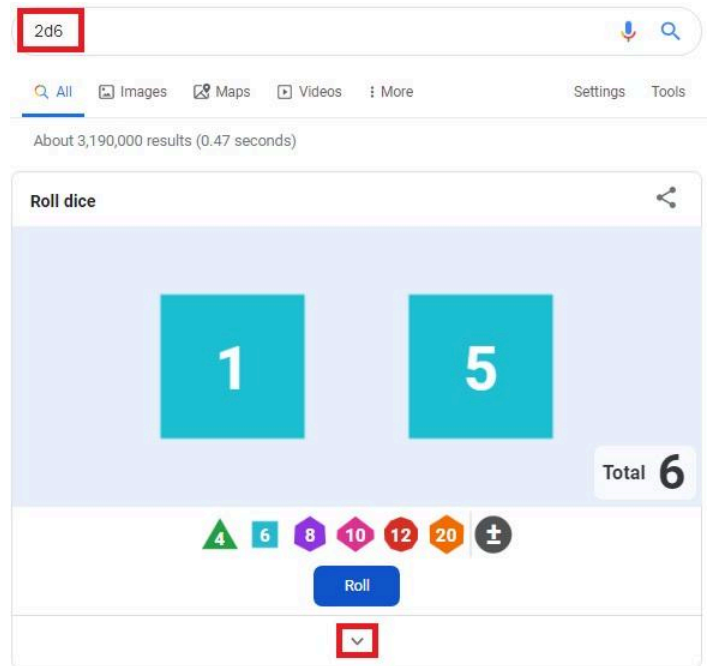 2d6
All Images Maps Videos More Settings Tools
About 3,190,000 results (0.47 seconds)
Roll dice
1 5
Total 6
4 6 8 10 12 20 ±
Roll